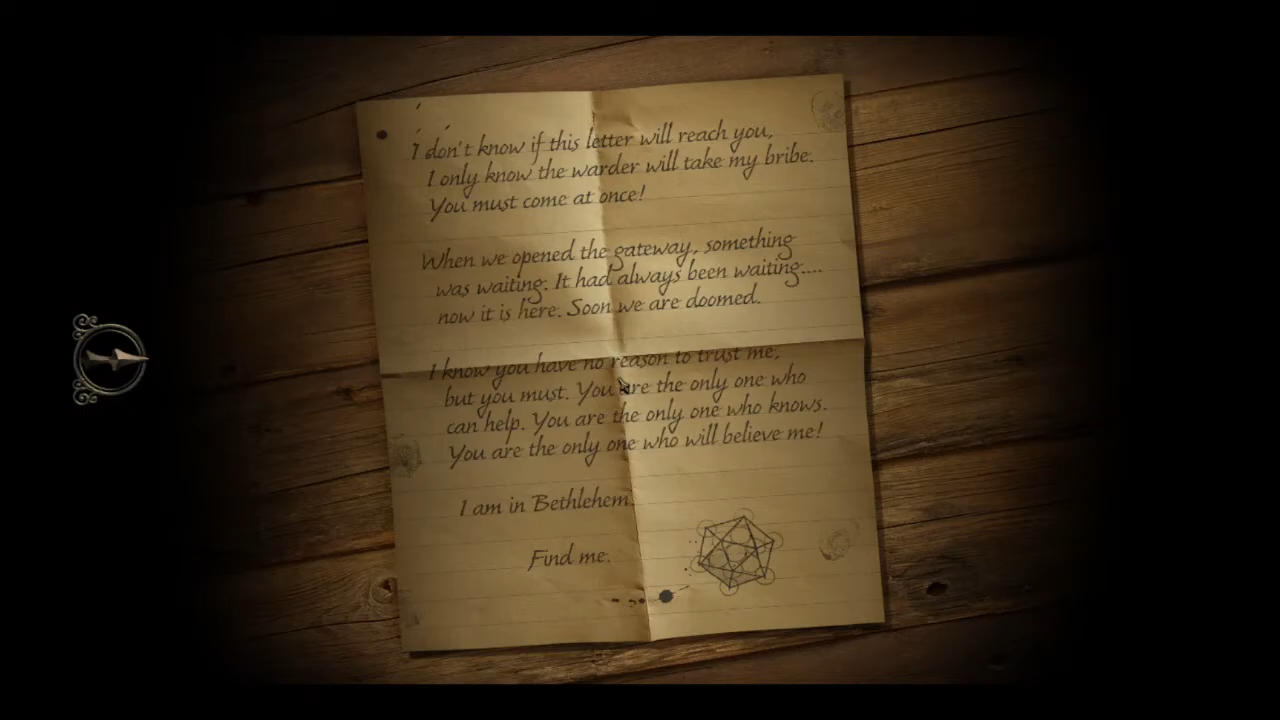 I don't know if this letter will reach you,
I only know the warder will take my bribe.
You must come at once!
When we opened the gateway, something
was waiting. It had always been waiting....
now it is here. Soon we are doomed.
I know you have no reason to trust me,
but you must. You are the only one who
can help. You are the only one who knows.
You are the only one who will believe me!
I am in Bethlehem.
Find me.